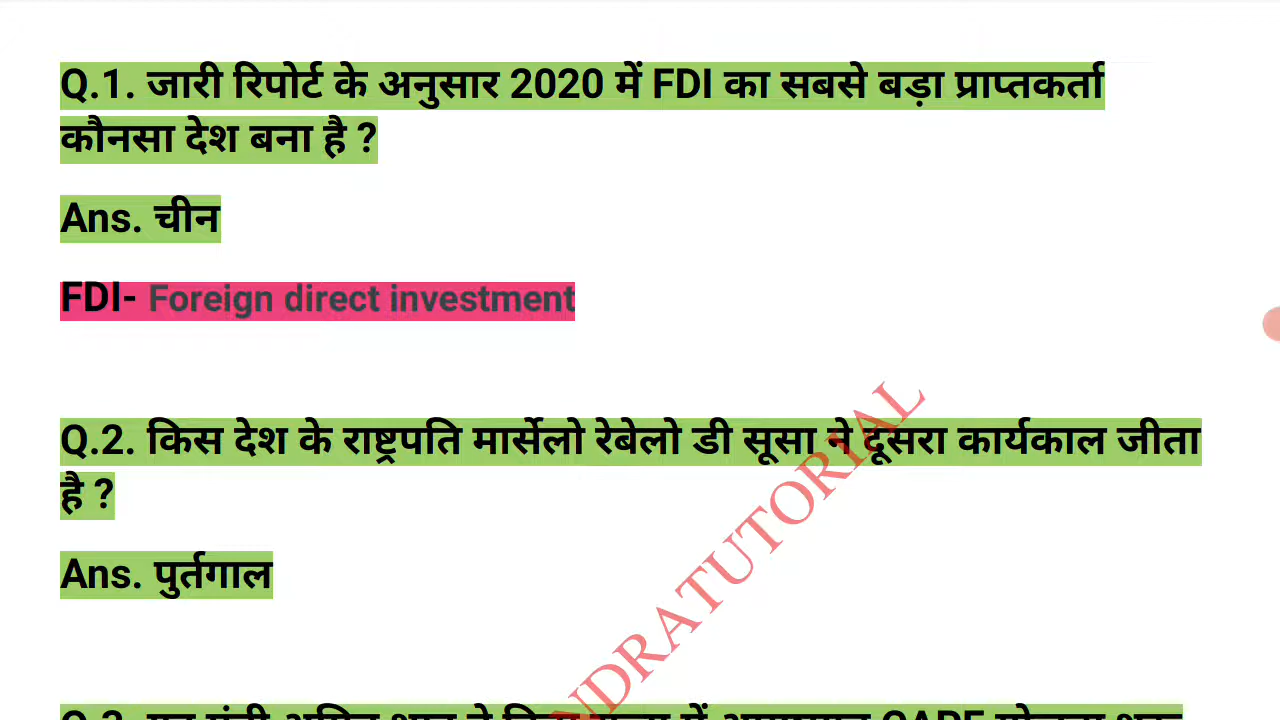 Q.1. जारी रिपोर्ट के अनुसार 2020 में FDI का सबसे बड़ा प्राप्तकर्ता
कौनसा देश बना है ?
Ans. चीन
FDI- Foreign direct investment
Q.2. किस देश के राष्ट्रपति मार्सेलो रेबेलो डी सूसा ने दूसरा कार्यकाल जीता
है ?
Ans. पुर्तगाल
NDRATUTORIAL